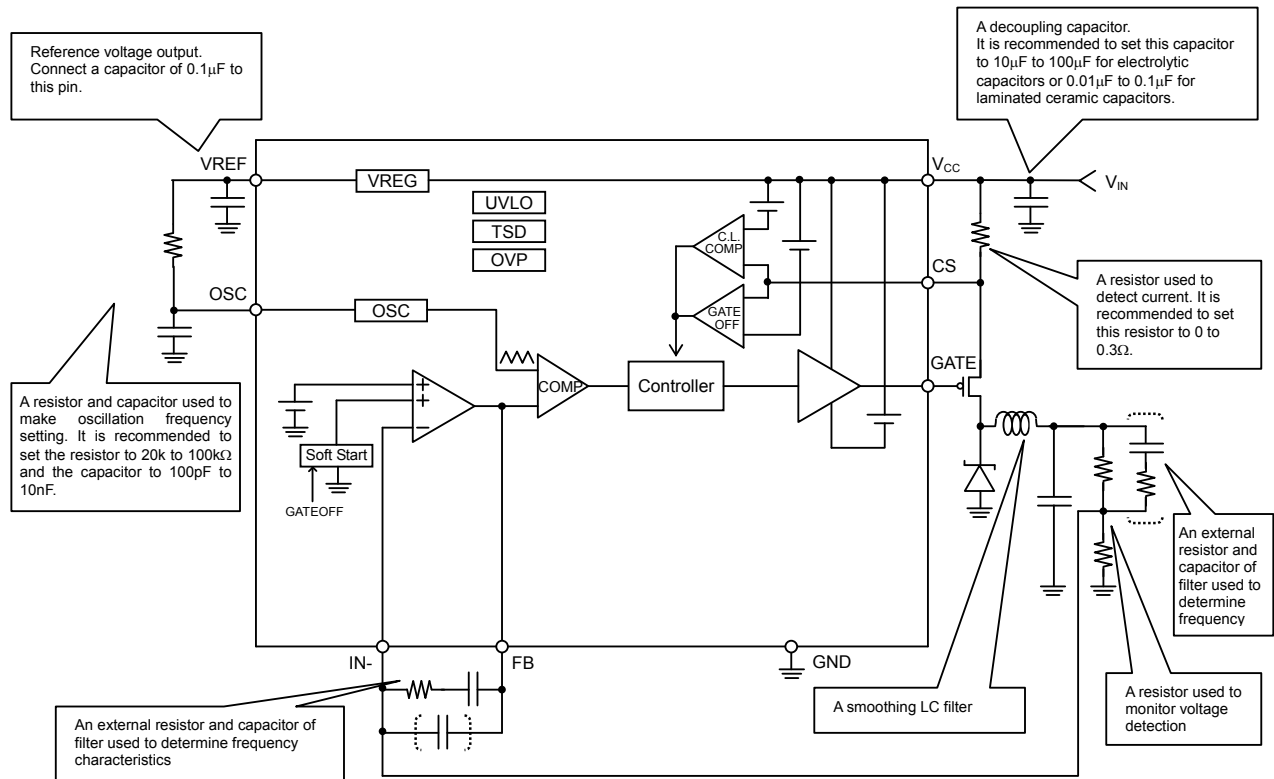 Reference voltage output.
Connect a capacitor of 0.1μF to
this pin.
A decoupling capacitor.
It is recommended to set this capacitor
to 10μF to 100μF for electrolytic
capacitors or 0.01μF to 0.1μF for
laminated ceramic capacitors.
VREF
VREG
VCC
VIN
UVLO
TSD
OVP
C.L.
COMP
CS
A resistor used to
detect current. It is
recommended to set
this resistor to 0 to
0.3Ω.
OSC
OSC
GATE
OFF
GATE
A resistor and capacitor used to
make oscillation frequency
setting. It is recommended to
set the resistor to 20k to 100kΩ
and the capacitor to 100pF to
10nF.
COMP
Controller
+
+
−
Soft Start
GATEOFF
An external
resistor and
capacitor of
filter used to
determine
frequency
IN-
FB
GND
An external resistor and capacitor of
filter used to determine frequency
characteristics
A smoothing LC filter
A resistor used to
monitor voltage
detection